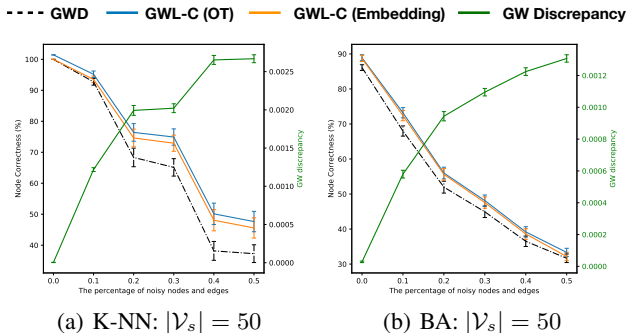 GWD GWL-C (OT) GWL-C (Embedding) GW Discrepancy
100
90
80
70
60
50
40
Node Correctness (%)
0.0 0.1 0.2 0.3 0.4 0.5
The percentage of noisy nodes and edges
0.0025
0.0020
0.0015
0.0010
0.0005
0.0000
GW discrepancy
(a) K-NN: |𝒱ₛ| = 50
90
80
70
60
50
40
30
Node Correctness (%)
0.0 0.1 0.2 0.3 0.4 0.5
The percentage of noisy nodes and edges
0.0012
0.0010
0.0008
0.0006
0.0004
0.0002
0.0000
GW discrepancy
(b) BA: |𝒱ₛ| = 50